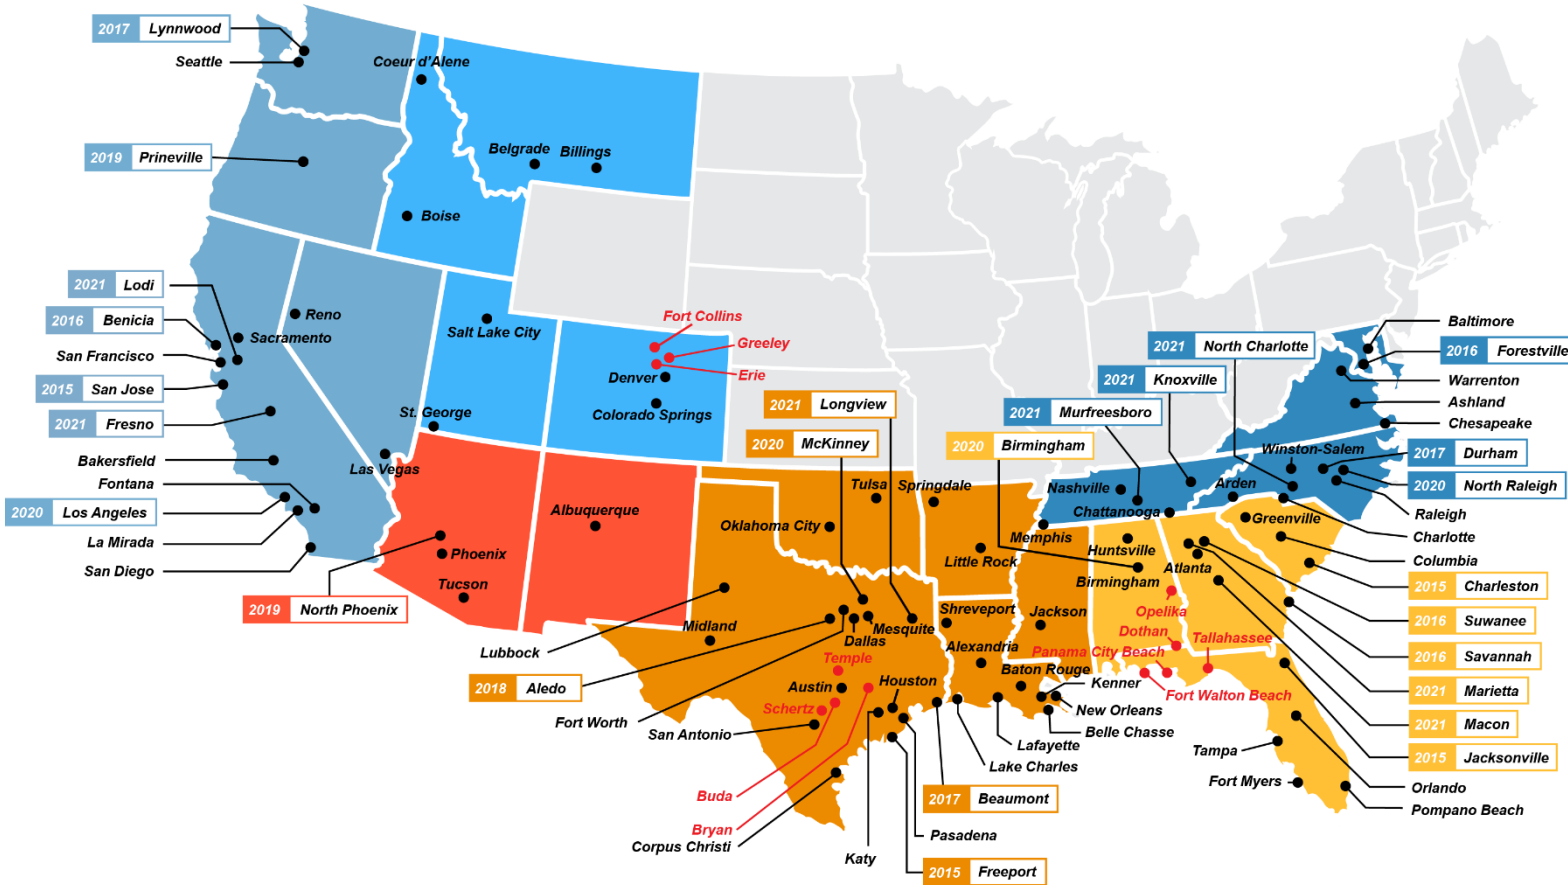 2017 Lynnwood
Seattle
Coeur d'Alene
2019 Prineville
Belgrade
Billings
Boise
2021 Lodi
2016 Benicia
San Francisco
2015 San Jose
2021 Fresno
Bakersfield
Fontana
2020 Los Angeles
La Mirada
San Diego
Reno
Sacramento
Las Vegas
Salt Lake City
St. George
Fort Collins
Greeley
Erie
Denver
Colorado Springs
Phoenix
Tucson
2019 North Phoenix
Albuquerque
2021 Longview
2020 McKinney
Tulsa
Springdale
Oklahoma City
Little Rock
Midland
Lubbock
2018 Aledo
Fort Worth
Dallas
Mesquite
Temple
Austin
Schertz
San Antonio
Houston
Buda
Bryan
Corpus Christi
Katy
2015 Freeport
Pasadena
2017 Beaumont
Shreveport
Alexandria
Jackson
Baton Rouge
Kenner
New Orleans
Belle Chasse
Lafayette
Lake Charles
2021 North Charlotte
2021 Knoxville
2021 Murfreesboro
2020 Birmingham
Nashville
Chattanooga
Memphis
Arden
Winston-Salem
Huntsville
Birmingham
Atlanta
Greenville
Opelika
Dothan
Tallahassee
Panama City Beach
Fort Walton Beach
Baltimore
2016 Forestville
Warrenton
Ashland
Chesapeake
2017 Durham
2020 North Raleigh
Raleigh
Charlotte
Columbia
2015 Charleston
2016 Suwanee
2016 Savannah
2021 Marietta
2021 Macon
2015 Jacksonville
Tampa
Fort Myers
Orlando
Pompano Beach